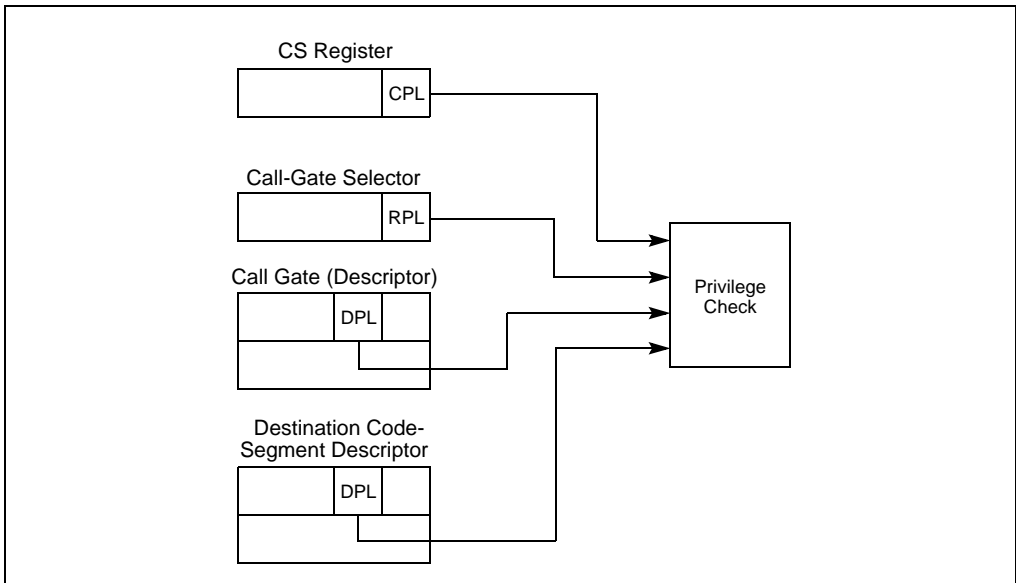 CS Register
CPL
Call-Gate Selector
RPL
Call Gate (Descriptor)
DPL
Privilege
Check
Destination Code-
Segment Descriptor
DPL